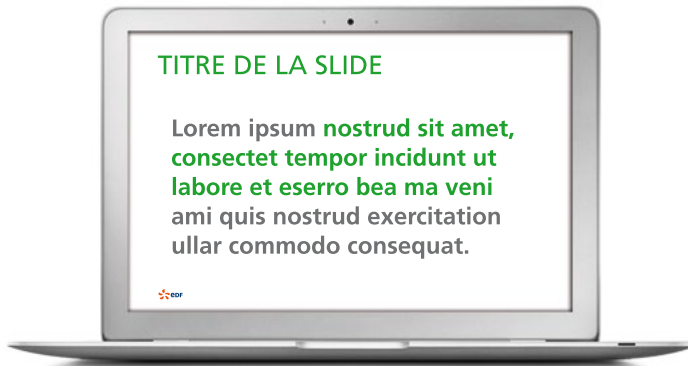 TITRE DE LA SLIDE
Lorem ipsum nostrud sit amet,
consectet tempor incidunt ut
labore et eserro bea ma veni
ami quis nostrud exercitation
ullar commodo consequat.
eDF